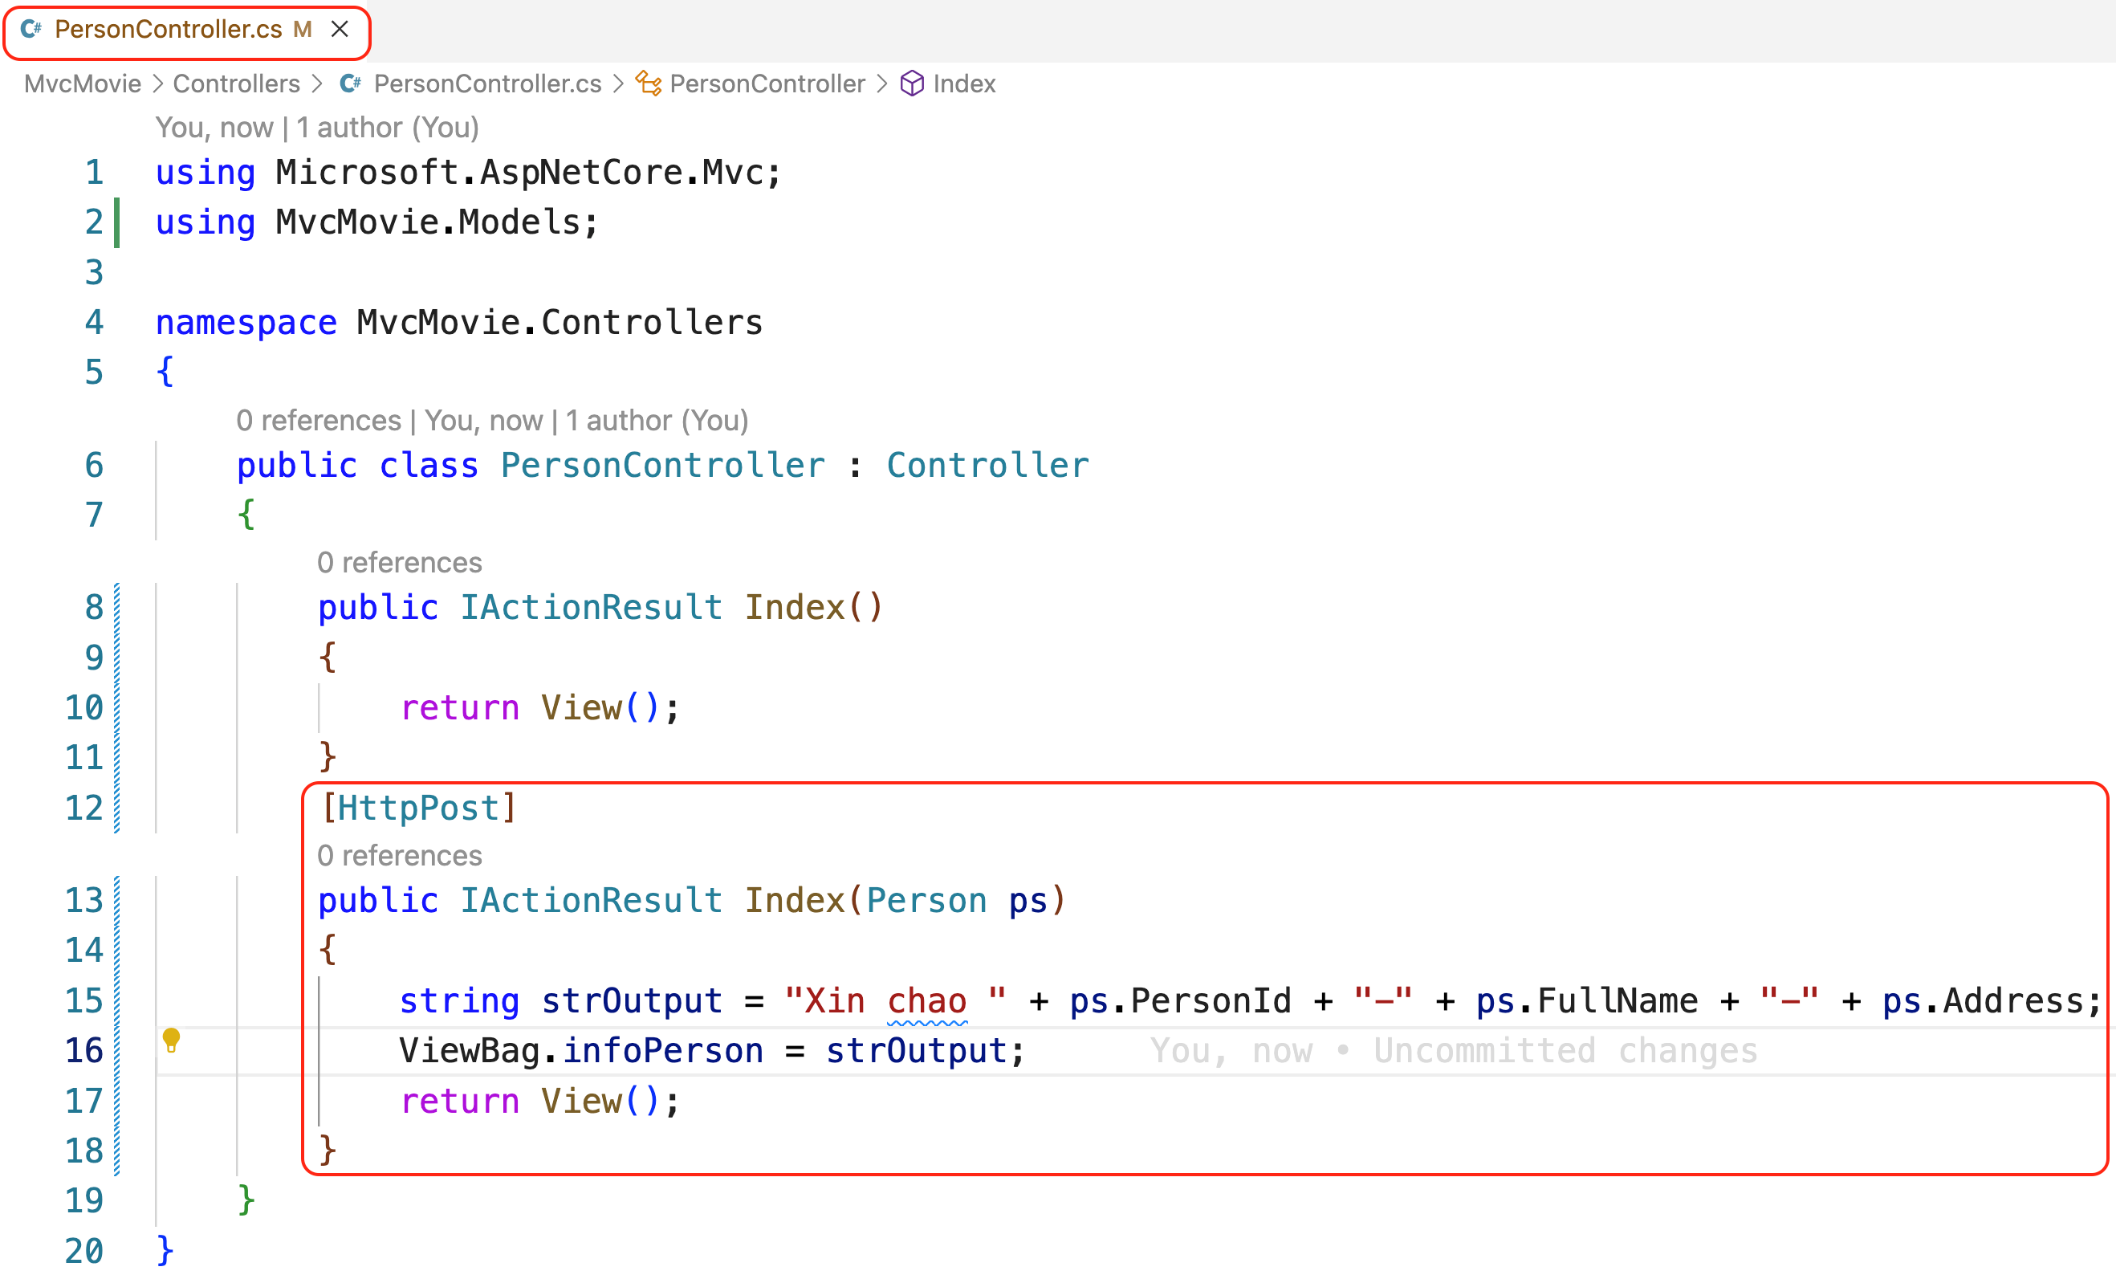 C# PersonController.cs M ×
MvcMovie > Controllers > C# PersonController.cs > PersonController > Index
You, now | 1 author (You)
1 using Microsoft.AspNetCore.Mvc;
2 using MvcMovie.Models;
3
4 namespace MvcMovie.Controllers
5 {
0 references | You, now | 1 author (You)
6 public class PersonController : Controller
7 {
0 references
8 public IActionResult Index()
9 {
10 return View();
11 }
12 [HttpPost]
0 references
13 public IActionResult Index(Person ps)
14 {
15 string strOutput = "Xin chao " + ps.PersonId + "-" + ps.FullName + "-" + ps.Address;
16 ViewBag.infoPerson = strOutput; You, now • Uncommitted changes
17 return View();
18 }
19 }
20 }